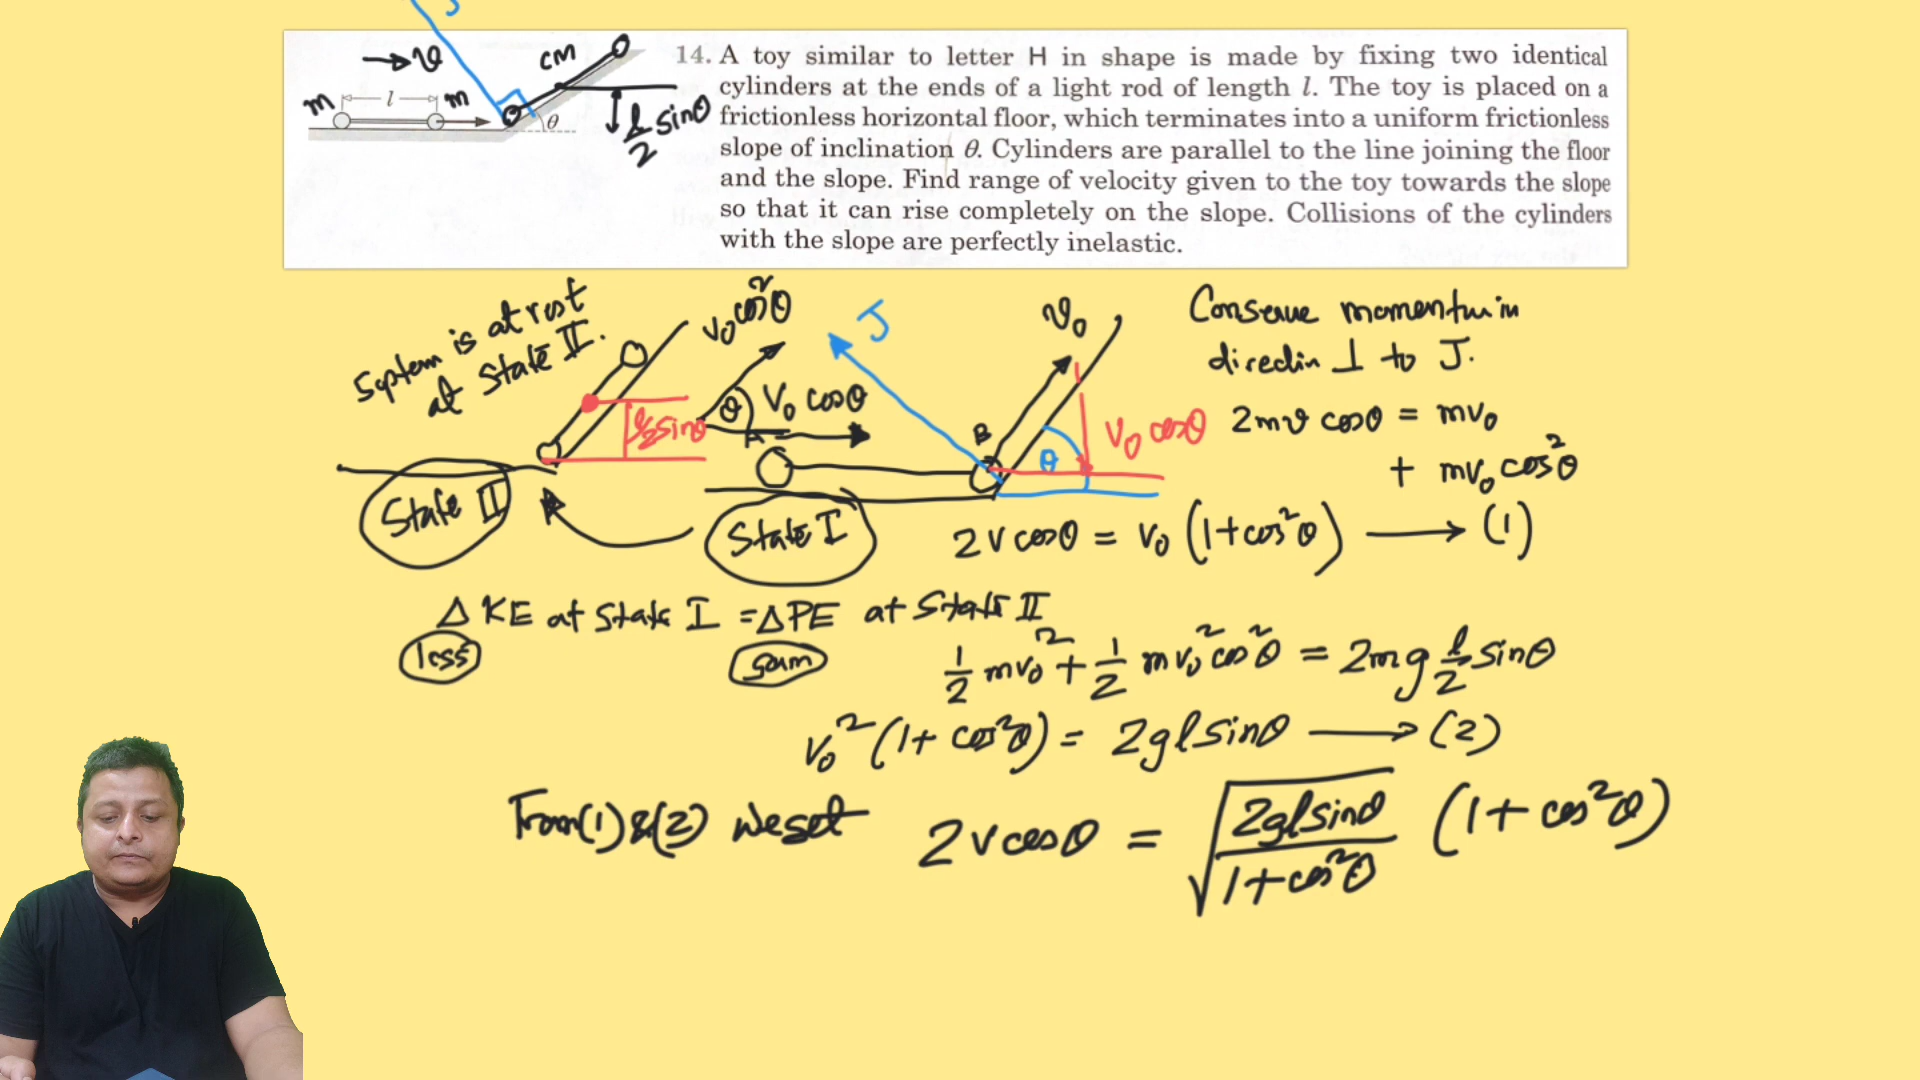 14. A toy similar to letter H in shape is made by fixing two identical
cylinders at the ends of a light rod of length l. The toy is placed on a
frictionless horizontal floor, which terminates into a uniform frictionless
slope of inclination θ. Cylinders are parallel to the line joining the floor
and the slope. Find range of velocity given to the toy towards the slope
so that it can rise completely on the slope. Collisions of the cylinders
with the slope are perfectly inelastic.
→ v
cm
m l m
θ
l/2 sinθ
System is at rest
at State II.
l/2 sinθ
State II
v₀ cos²θ
θ
v₀ cosθ
A
State I
J
B
v₀
θ
v₀ cosθ
Conserve momentum in
direction ⊥ to J.
2mv cosθ = mv₀
+ mv₀ cos²θ
2v cosθ = v₀ (1+cos²θ) → (1)
Δ KE at State I = ΔPE at State II
loss gain
1/2 mv₀² + 1/2 mv₀² cos²θ = 2mg l/2 sinθ
v₀² (1+ cos²θ) = 2gl sinθ → (2)
From (1) & (2) we get 2v cosθ = √(2gl sinθ / 1+cos²θ) (1+ cos²θ)